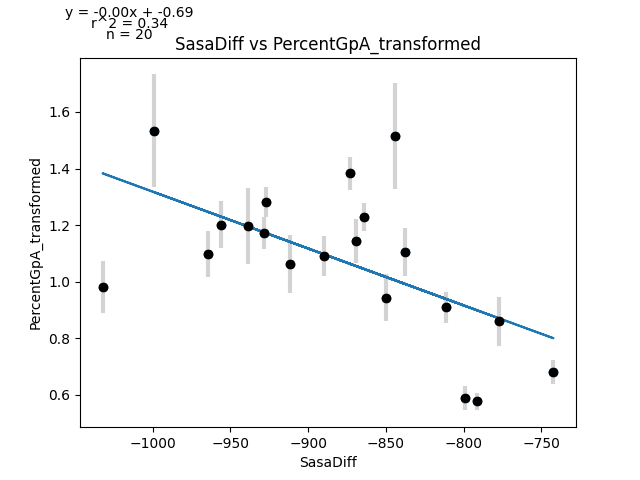 y = -0.00x + -0.69
r^2 = 0.34
n = 20
SasaDiff vs PercentGpA_transformed
PercentGpA_transformed
1.6
1.4
1.2
1.0
0.8
0.6
−1000
−950
−900
−850
−800
−750
SasaDiff